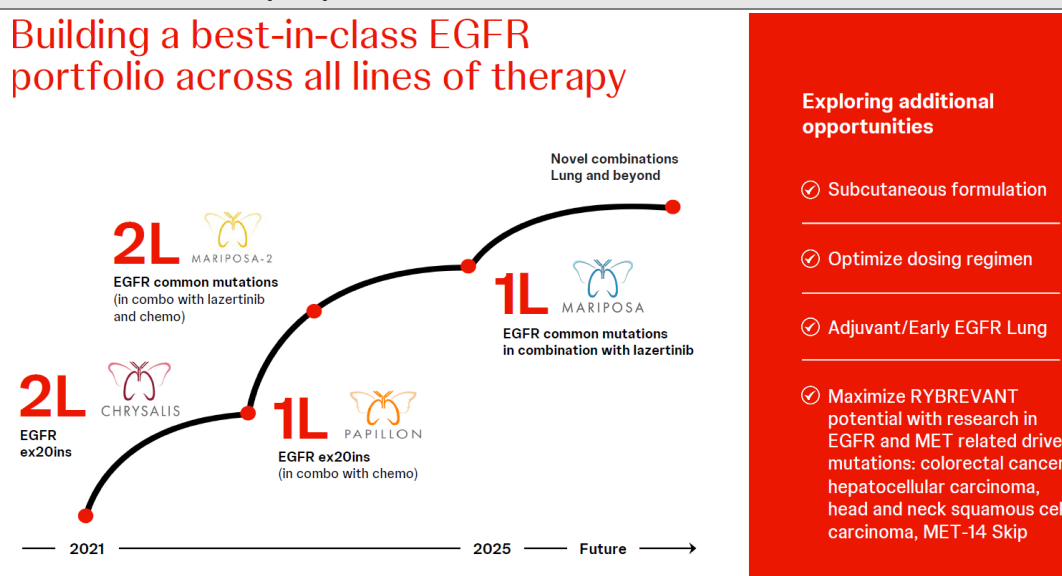 Building a best-in-class EGFR
portfolio across all lines of therapy
Novel combinations
Lung and beyond
2L
MARIPOSA-2
EGFR common mutations
(in combo with lazertinib
and chemo)
1L
MARIPOSA
EGFR common mutations
in combination with lazertinib
2L
CHRYSALIS
EGFR
ex20ins
1L
PAPILLON
EGFR ex20ins
(in combo with chemo)
2021
2025
Future
Exploring additional
opportunities
Subcutaneous formulation
Optimize dosing regimen
Adjuvant/Early EGFR Lung
Maximize RYBREVANT
potential with research in
EGFR and MET related drive
mutations: colorectal cancer
hepatocellular carcinoma,
head and neck squamous cel
carcinoma, MET-14 Skip